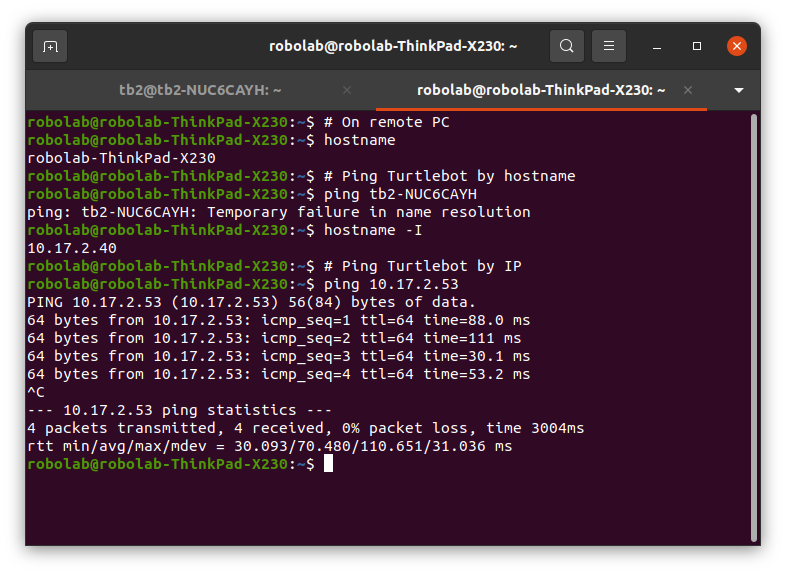 robolab@robolab-ThinkPad-X230: ~
tb2@tb2-NUC6CAYH: ~
robolab@robolab-ThinkPad-X230: ~
robolab@robolab-ThinkPad-X230:~$ # On remote PC
robolab@robolab-ThinkPad-X230:~$ hostname
robolab-ThinkPad-X230
robolab@robolab-ThinkPad-X230:~$ # Ping Turtlebot by hostname
robolab@robolab-ThinkPad-X230:~$ ping tb2-NUC6CAYH
ping: tb2-NUC6CAYH: Temporary failure in name resolution
robolab@robolab-ThinkPad-X230:~$ hostname -I
10.17.2.40
robolab@robolab-ThinkPad-X230:~$ # Ping Turtlebot by IP
robolab@robolab-ThinkPad-X230:~$ ping 10.17.2.53
PING 10.17.2.53 (10.17.2.53) 56(84) bytes of data.
64 bytes from 10.17.2.53: icmp_seq=1 ttl=64 time=88.0 ms
64 bytes from 10.17.2.53: icmp_seq=2 ttl=64 time=111 ms
64 bytes from 10.17.2.53: icmp_seq=3 ttl=64 time=30.1 ms
64 bytes from 10.17.2.53: icmp_seq=4 ttl=64 time=53.2 ms
^C
--- 10.17.2.53 ping statistics ---
4 packets transmitted, 4 received, 0% packet loss, time 3004ms
rtt min/avg/max/mdev = 30.093/70.480/110.651/31.036 ms
robolab@robolab-ThinkPad-X230:~$